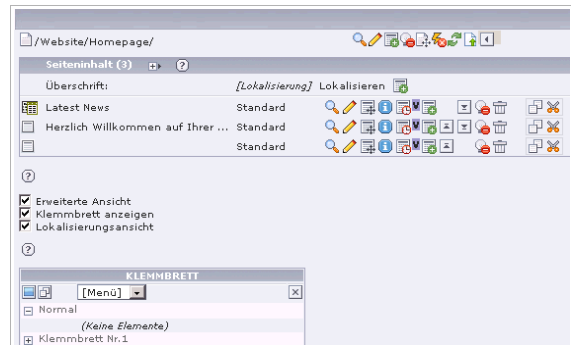 /Website/Homepage/
Seiteninhalt (3)
Überschrift: [Lokalisierung] Lokalisieren
Latest News Standard
Herzlich Willkommen auf Ihrer ... Standard
Standard
Erweiterte Ansicht
Klemmbrett anzeigen
Lokalisierungsansicht
KLEMMBRETT
[Menü]
Normal
(Keine Elemente)
Klemmbrett Nr.1